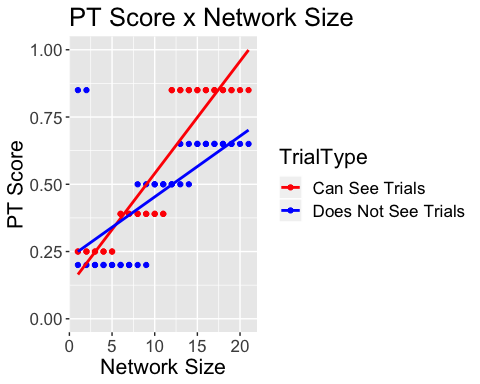 PT Score x Network Size
1.00
0.75
0.50
0.25
0.00
PT Score
0
5
10
15
20
Network Size
TrialType
Can See Trials
Does Not See Trials